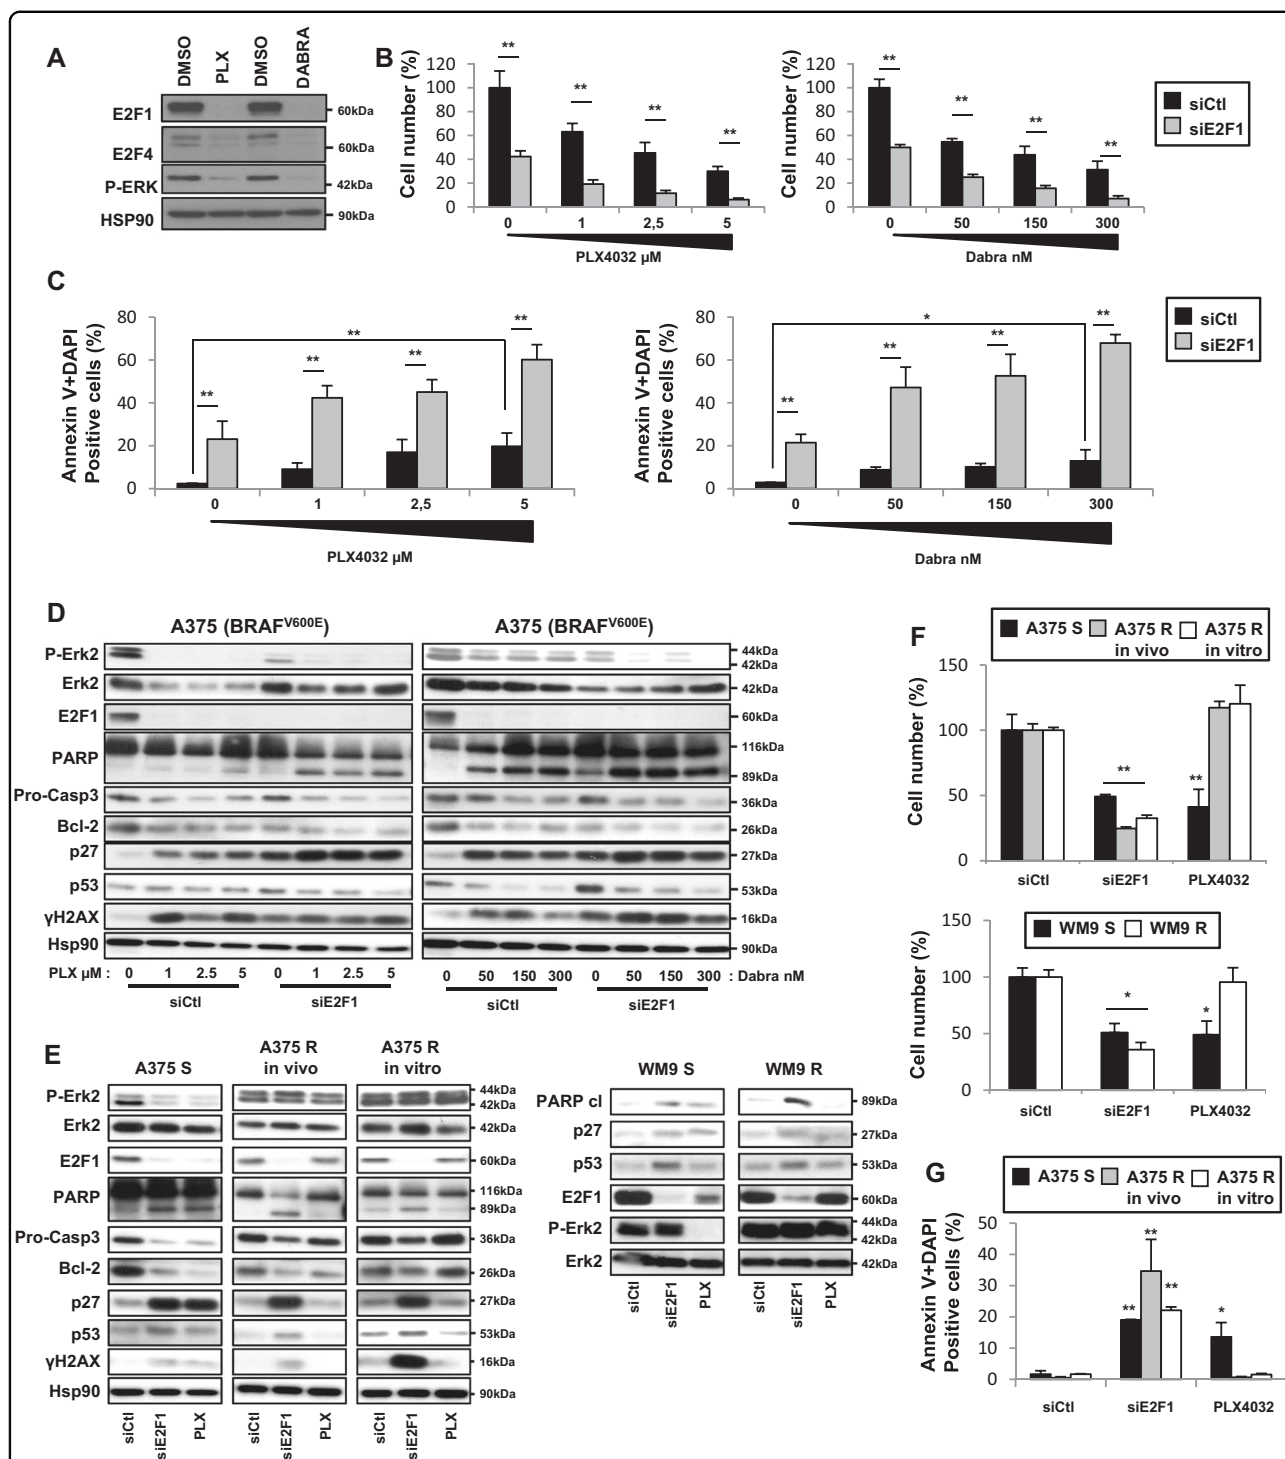 A
DMSO
PLX
DMSO
DABRA
E2F1
60kDa
E2F4
60kDa
P-ERK
42kDa
HSP90
90kDa
B
Cell number (%)
120
100
80
60
40
20
0
** ** ** **
0 1 2,5 5
PLX4032 µM
Cell number (%)
120
100
80
60
40
20
0
** ** ** **
0 50 150 300
Dabra nM
siCtl
siE2F1
C
Annexin V+DAPI
Positive cells (%)
80
60
40
20
0
**
** ** ** **
0 1 2,5 5
PLX4032 µM
Annexin V+DAPI
Positive cells (%)
80
60
40
20
0
*
** ** ** **
0 50 150 300
Dabra nM
siCtl
siE2F1
D
A375 (BRAFV600E)
A375 (BRAFV600E)
P-Erk2
44kDa
42kDa
Erk2
42kDa
E2F1
60kDa
PARP
116kDa
89kDa
Pro-Casp3
36kDa
Bcl-2
26kDa
p27
27kDa
p53
53kDa
γH2AX
16kDa
Hsp90
90kDa
PLX µM : 0 1 2.5 5 0 1 2.5 5
0 50 150 300 0 50 150 300 : Dabra nM
siCtl siE2F1 siCtl siE2F1
E
A375 S
A375 R
in vivo
A375 R
in vitro
P-Erk2
44kDa
42kDa
Erk2
42kDa
E2F1
60kDa
PARP
116kDa
89kDa
Pro-Casp3
36kDa
Bcl-2
26kDa
p27
27kDa
p53
53kDa
γH2AX
16kDa
Hsp90
90kDa
siCtl siE2F1 PLX siCtl siE2F1 PLX siCtl siE2F1 PLX
WM9 S
WM9 R
PARP cl
89kDa
p27
27kDa
p53
53kDa
E2F1
60kDa
P-Erk2
44kDa
42kDa
Erk2
42kDa
siCtl siE2F1 PLX siCtl siE2F1 PLX
F
A375 S A375 R in vivo A375 R in vitro
Cell number (%)
150
100
50
0
** **
siCtl siE2F1 PLX4032
WM9 S WM9 R
Cell number (%)
150
100
50
0
* *
siCtl siE2F1 PLX4032
G
A375 S A375 R in vivo A375 R in vitro
Annexin V+DAPI
Positive cells (%)
50
40
30
20
10
0
** ** ** *
siCtl siE2F1 PLX4032